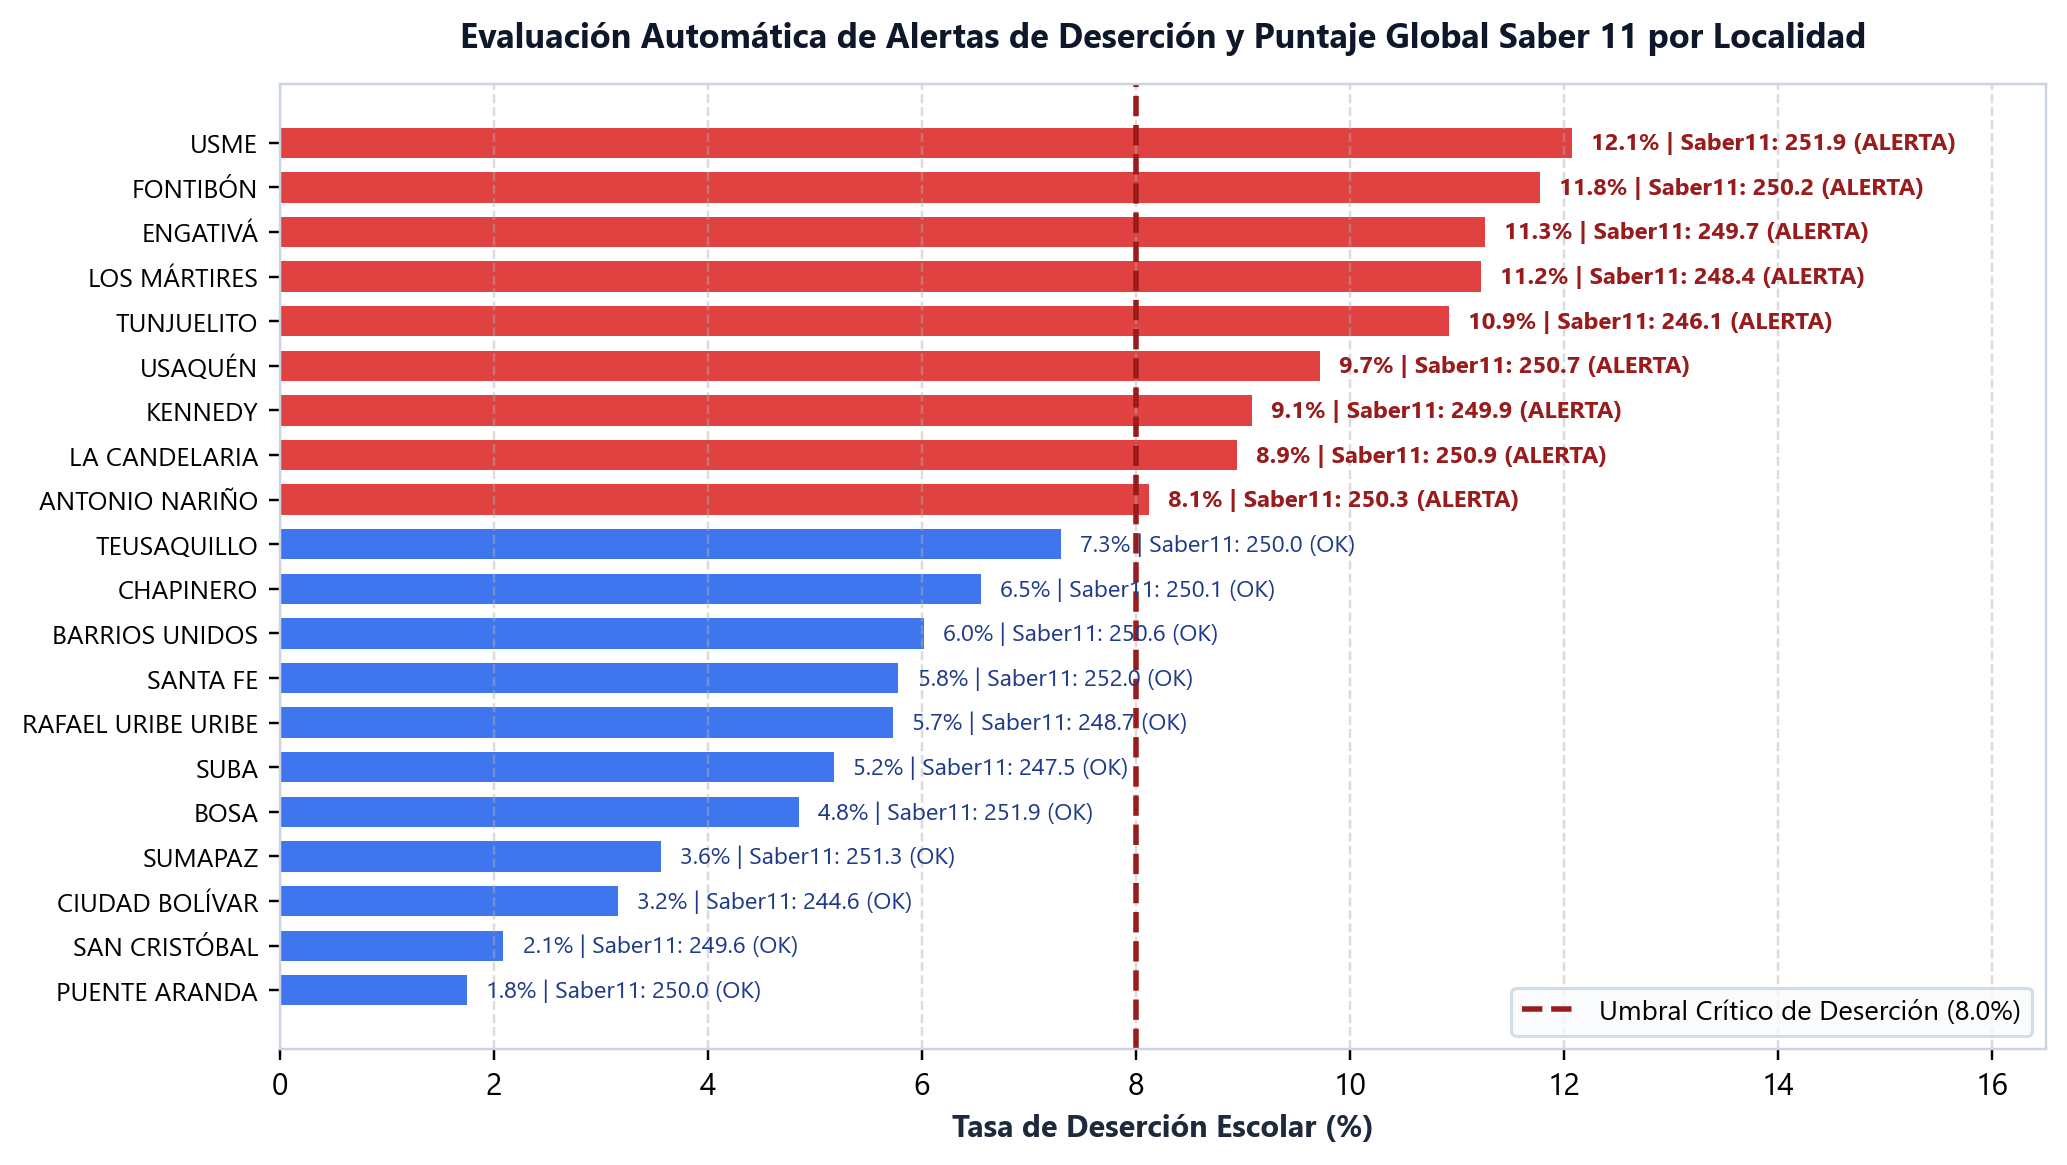 Evaluación Automática de Alertas de Deserción y Puntaje Global Saber 11 por Localidad
USME 12.1% | Saber11: 251.9 (ALERTA)
FONTIBÓN 11.8% | Saber11: 250.2 (ALERTA)
ENGATIVÁ 11.3% | Saber11: 249.7 (ALERTA)
LOS MÁRTIRES 11.2% | Saber11: 248.4 (ALERTA)
TUNJUELITO 10.9% | Saber11: 246.1 (ALERTA)
USAQUÉN 9.7% | Saber11: 250.7 (ALERTA)
KENNEDY 9.1% | Saber11: 249.9 (ALERTA)
LA CANDELARIA 8.9% | Saber11: 250.9 (ALERTA)
ANTONIO NARIÑO 8.1% | Saber11: 250.3 (ALERTA)
TEUSAQUILLO 7.3% | Saber11: 250.0 (OK)
CHAPINERO 6.5% | Saber11: 250.1 (OK)
BARRIOS UNIDOS 6.0% | Saber11: 250.6 (OK)
SANTA FE 5.8% | Saber11: 252.0 (OK)
RAFAEL URIBE URIBE 5.7% | Saber11: 248.7 (OK)
SUBA 5.2% | Saber11: 247.5 (OK)
BOSA 4.8% | Saber11: 251.9 (OK)
SUMAPAZ 3.6% | Saber11: 251.3 (OK)
CIUDAD BOLÍVAR 3.2% | Saber11: 244.6 (OK)
SAN CRISTÓBAL 2.1% | Saber11: 249.6 (OK)
PUENTE ARANDA 1.8% | Saber11: 250.0 (OK)
Umbral Crítico de Deserción (8.0%)
0 2 4 6 8 10 12 14 16
Tasa de Deserción Escolar (%)